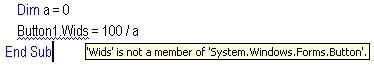 Dim a = 0
Button1.Wids = 100 / a
End Sub
'Wids' is not a member of 'System.Windows.Forms.Button'.